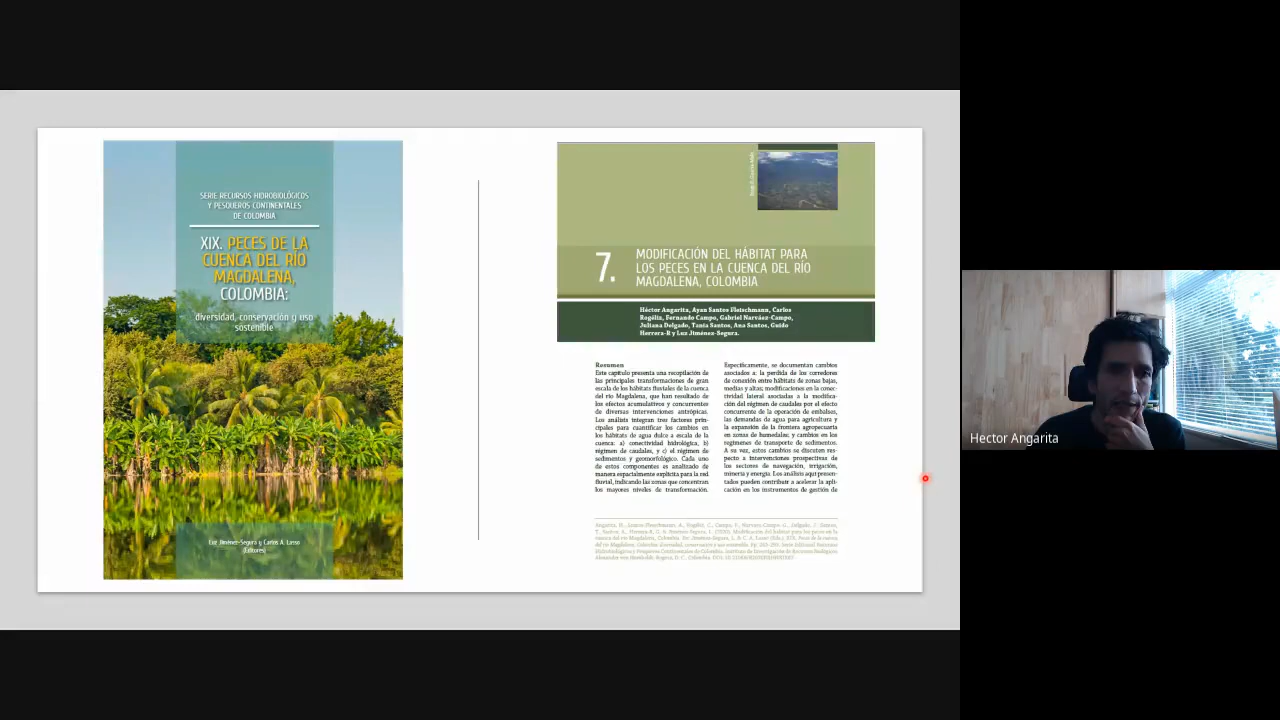 SERIE RECURSOS HIDROBIOLÓGICOS
Y PESQUEROS CONTINENTALES
DE COLOMBIA
XIX. PECES DE LA
CUENCA DEL RÍO
MAGDALENA,
COLOMBIA:
diversidad, conservación y uso
sostenible
Luz Jiménez-Segura y Carlos A. Lasso
(Editores)
7.
MODIFICACIÓN DEL HÁBITAT PARA
LOS PECES EN LA CUENCA DEL RÍO
MAGDALENA, COLOMBIA
Héctor Angarita, Ayan Santos Fleischmann, Carlos
Rogéliz, Fernando Campo, Gabriel Narváez-Campo,
Juliana Delgado, Tania Santos, Ana Santos, Guido
Herrera-R y Luz Jiménez-Segura.
Resumen
Este capítulo presenta una recopilación de
las principales transformaciones de gran
escala de los hábitats fluviales de la cuenca
del río Magdalena, que han resultado de
los efectos acumulativos y concurrentes
de diversas intervenciones antrópicas.
Los análisis integran tres factores prin-
cipales para cuantificar los cambios en
los hábitats de agua dulce a escala de la
cuenca: a) conectividad hidrológica, b)
régimen de caudales, y c) el régimen de
sedimentos y geomorfológico. Cada uno
de estos componentes es analizado de
manera espacialmente explícita para la red
fluvial, indicando las zonas que concentran
los mayores niveles de transformación.
Específicamente, se documentan cambios
asociados a: la perdida de los corredores
de conexión entre hábitats de zonas bajas,
medias y altas; modificaciones en la conec-
tividad lateral asociadas a la modifica-
ción del régimen de caudales por el efecto
concurrente de la operación de embalses,
las demandas de agua para agricultura y
la expansión de la frontera agropecuaria
en zonas de humedales; y cambios en los
regímenes de transporte de sedimentos.
A su vez, estos cambios se discuten res-
pecto a intervenciones prospectivas de
los sectores de navegación, irrigación,
minería y energía. Los análisis aquí presen-
tados pueden contribuir a acelerar la apli-
cación en los instrumentos de gestión de
Hector Angarita